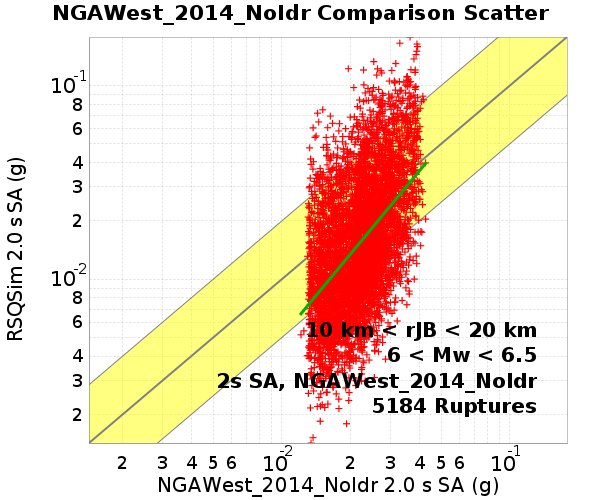 NGAWest_2014_NoIdr Comparison Scatter
RSQSim 2.0 s SA (g)
10-1
8
6
4
3
2
10-2
8
6
4
3
2
10 km < rJB < 20 km
6 < Mw < 6.5
2s SA, NGAWest_2014_NoIdr
5184 Ruptures
2 3 4 5 6 10-2 2 3 4 5 6 10-1
NGAWest_2014_NoIdr 2.0 s SA (g)